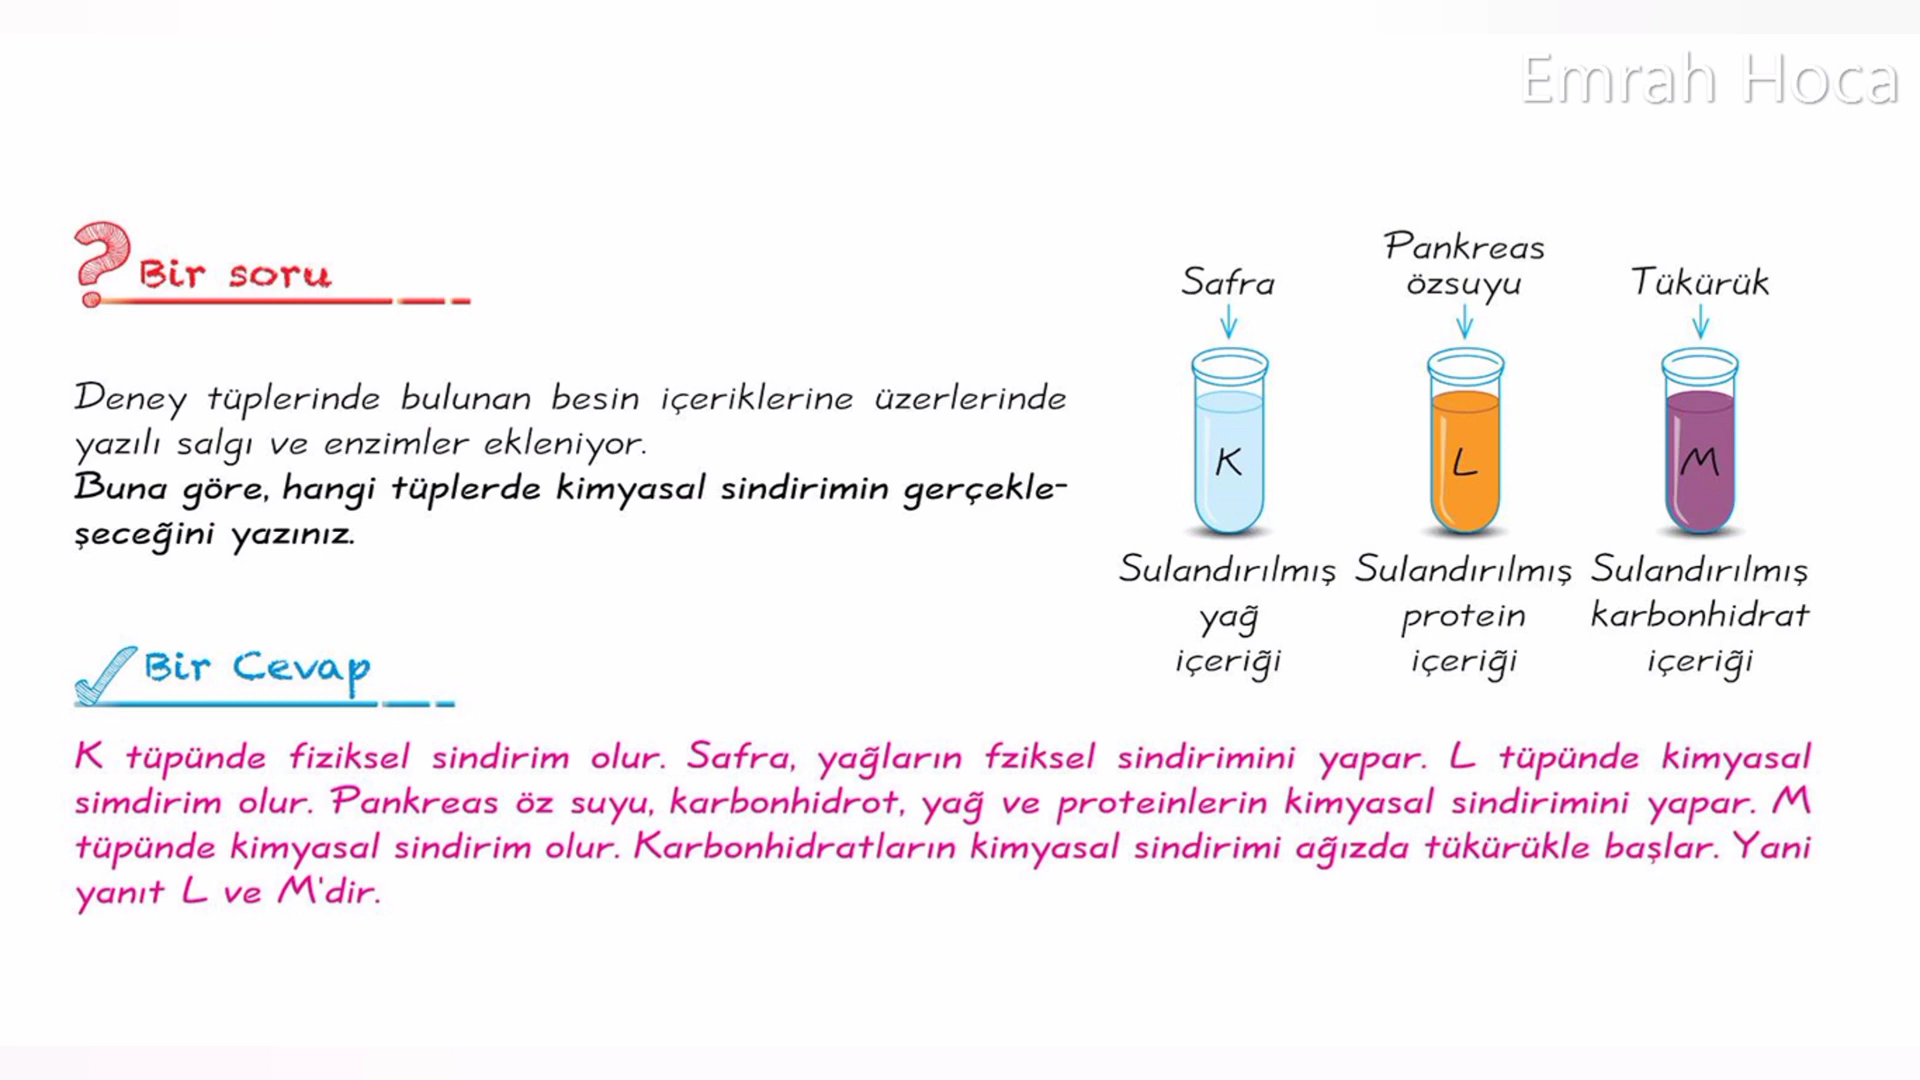 Emrah Hoca
Bir soru
Deney tüplerinde bulunan besin içeriklerine üzerlerinde
yazılı salgı ve enzimler ekleniyor.
Buna göre, hangi tüplerde kimyasal sindirimin gerçekle-
şeceğini yazınız.
Safra
Pankreas
özsuyu
Tükürük
K
L
M
Sulandırılmış
yağ
içeriği
Sulandırılmış
protein
içeriği
Sulandırılmış
karbonhidrat
içeriği
Bir Cevap
K tüpünde fiziksel sindirim olur. Safra, yağların fziksel sindirimini yapar. L tüpünde kimyasal
simdirim olur. Pankreas öz suyu, karbonhidrot, yağ ve proteinlerin kimyasal sindirimini yapar. M
tüpünde kimyasal sindirim olur. Karbonhidratların kimyasal sindirimi ağızda tükürükle başlar. Yani
yanıt L ve M'dir.